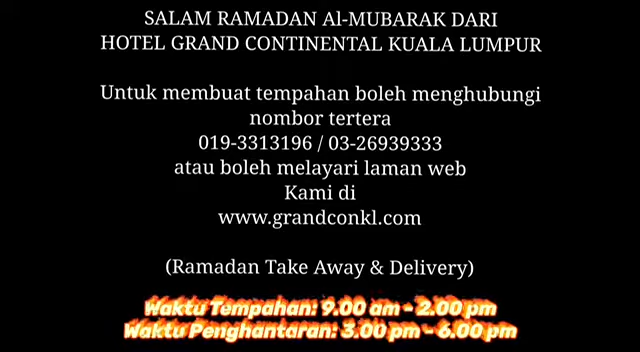 SALAM RAMADAN Al-MUBARAK DARI
HOTEL GRAND CONTINENTAL KUALA LUMPUR
Untuk membuat tempahan boleh menghubungi
nombor tertera
019-3313196 / 03-26939333
atau boleh melayari laman web
Kami di
www.grandconkl.com
(Ramadan Take Away & Delivery)
Waktu Tempahan: 9.00 am - 2.00 pm
Waktu Penghantaran: 3.00 pm - 6.00 pm